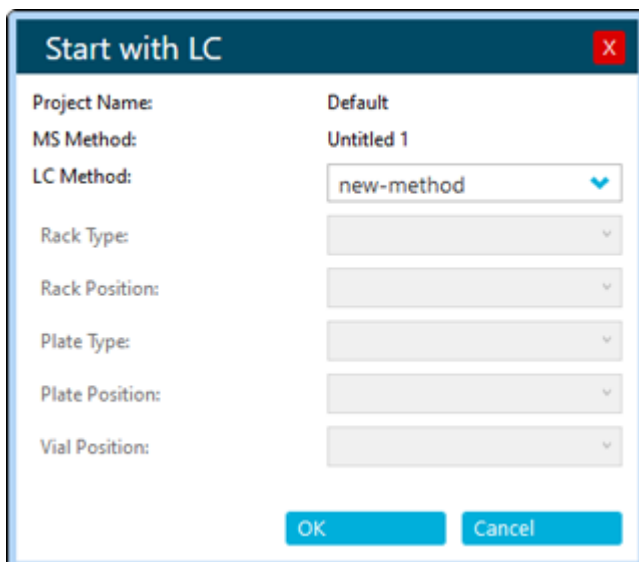 Start with LC
X
Project Name: Default
MS Method: Untitled 1
LC Method: new-method
Rack Type:
Rack Position:
Plate Type:
Plate Position:
Vial Position:
OK Cancel